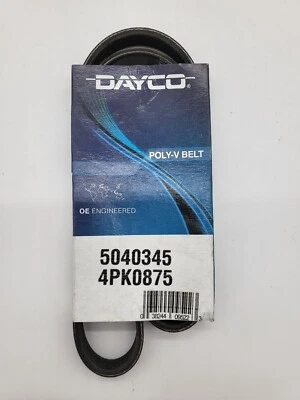 DAYCO®
POLY-V BELT
OE ENGINEERED
5040345
4PK0875